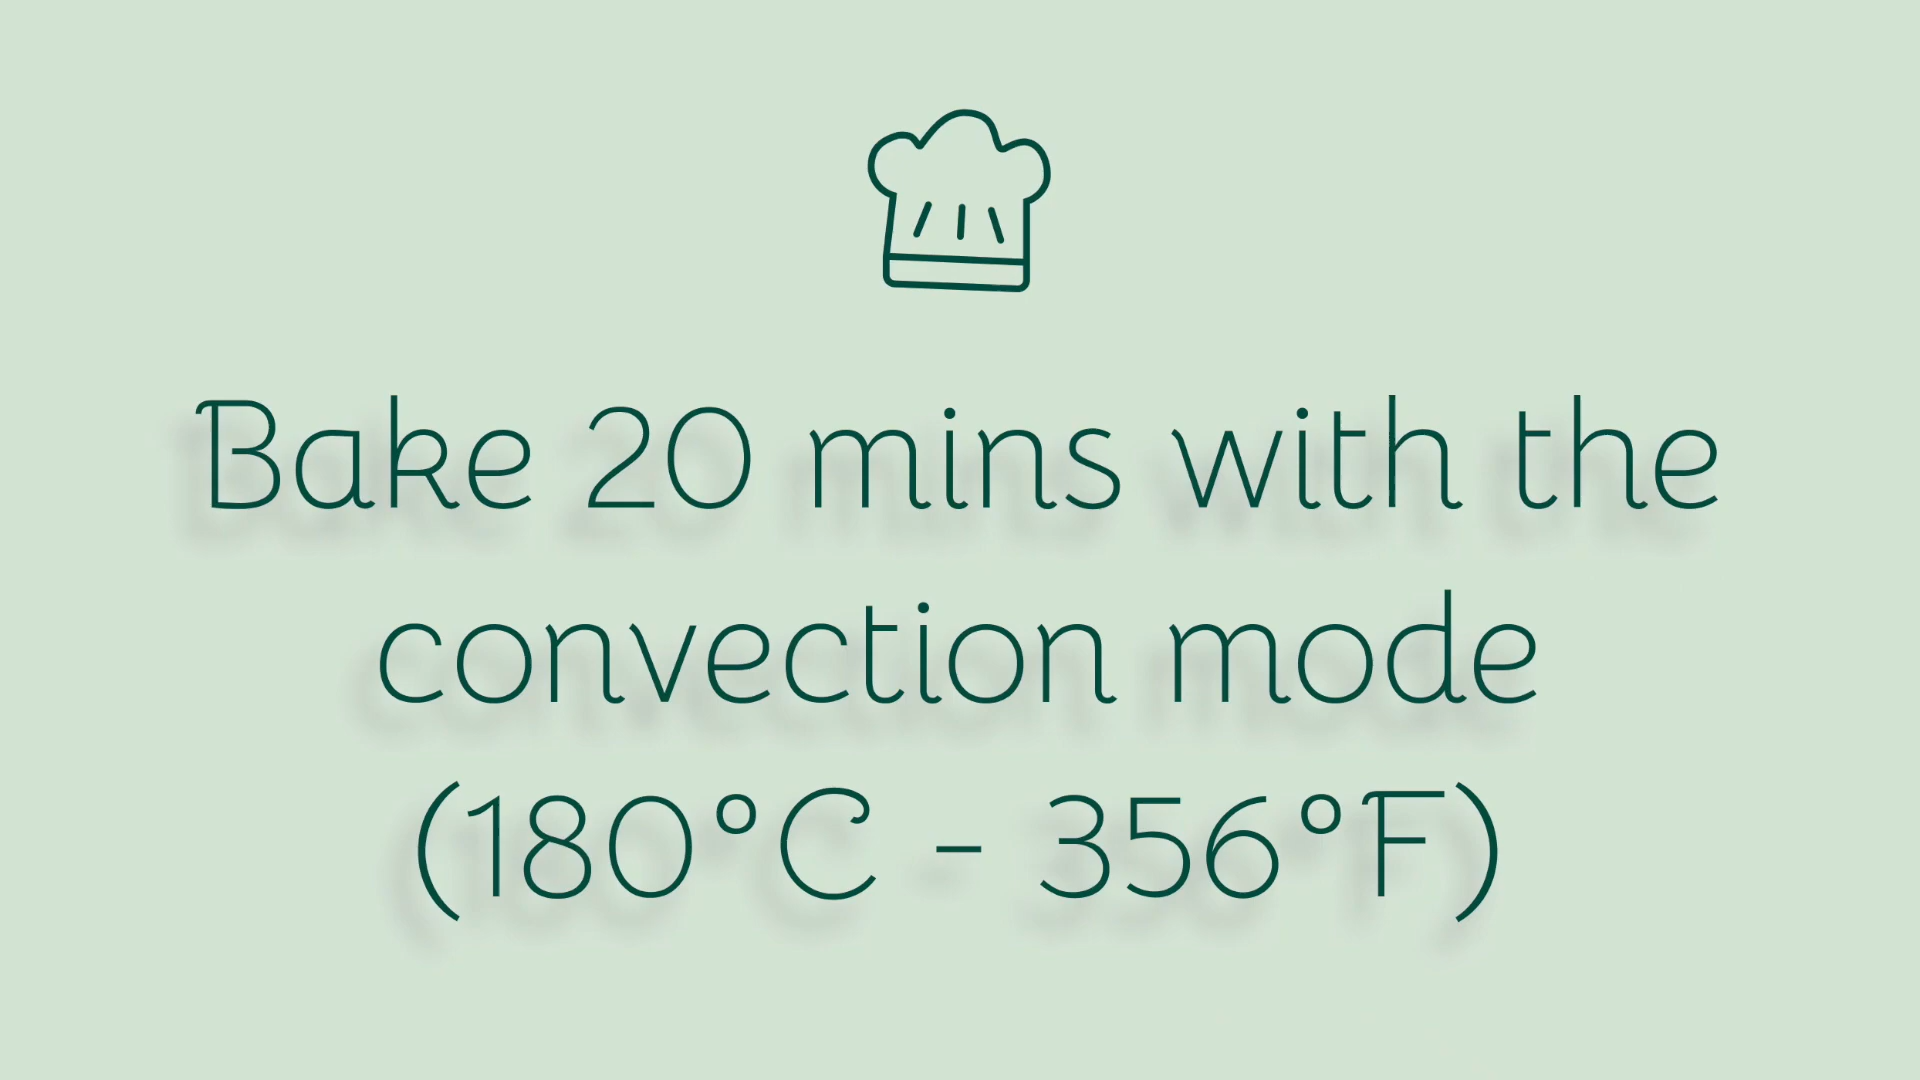 Bake 20 mins with the
convection mode
(180°C - 356°F)